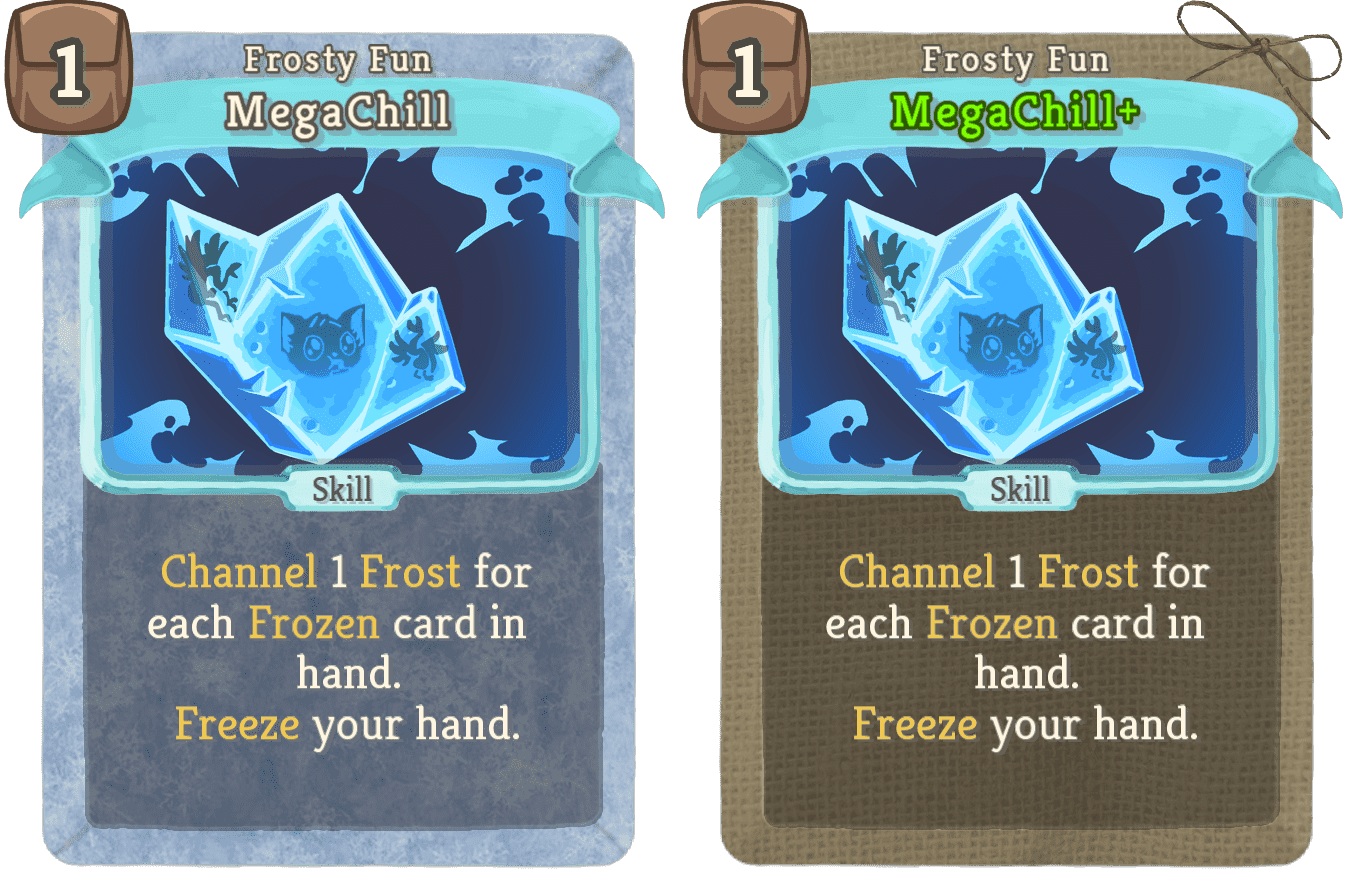 1
Frosty Fun
MegaChill
Skill
Channel 1 Frost for
each Frozen card in
hand.
Freeze your hand.
1
Frosty Fun
MegaChill+
Skill
Channel 1 Frost for
each Frozen card in
hand.
Freeze your hand.